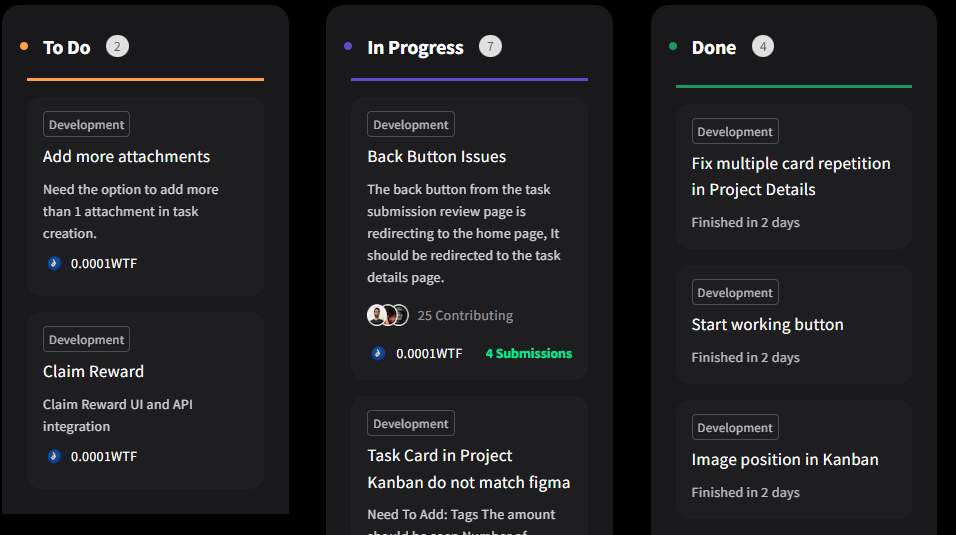 To Do 2
Development
Add more attachments
Need the option to add more
than 1 attachment in task
creation.
0.0001WTF
Development
Claim Reward
Claim Reward UI and API
integration
0.0001WTF
In Progress 7
Development
Back Button Issues
The back button from the task
submission review page is
redirecting to the home page, It
should be redirected to the task
details page.
25 Contributing
0.0001WTF 4 Submissions
Development
Task Card in Project
Kanban do not match figma
Need To Add: Tags The amount
should be seen Number of
Done 4
Development
Fix multiple card repetition
in Project Details
Finished in 2 days
Development
Start working button
Finished in 2 days
Development
Image position in Kanban
Finished in 2 days